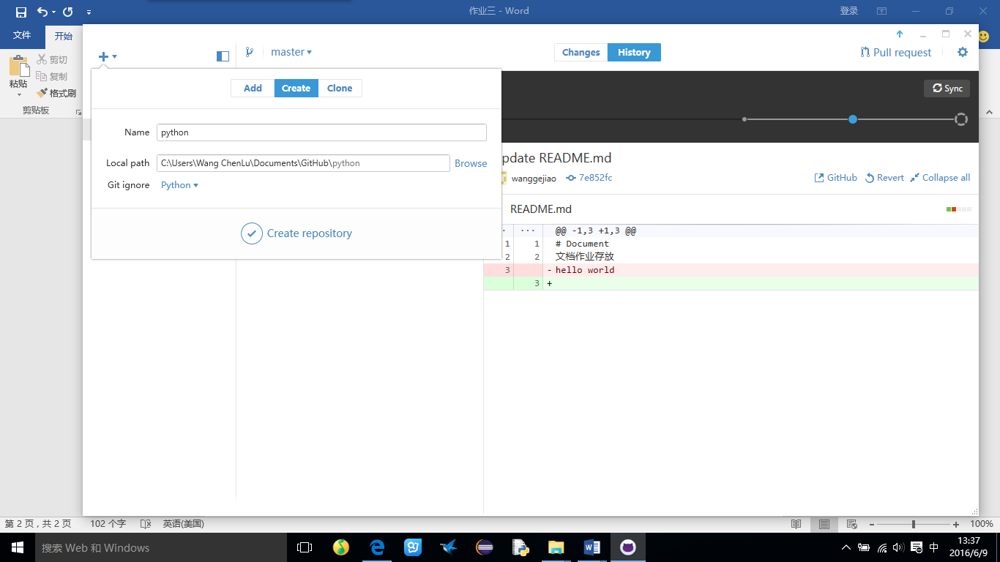 作业三 - Word
登录
文件
开始
粘贴
剪切
复制
格式刷
剪贴板
master
Changes
History
Pull request
Add
Create
Clone
Sync
Name
python
Local path
C:\Users\Wang ChenLu\Documents\GitHub\python
Browse
Git ignore
Python
Create repository
pdate README.md
wanggejiao
7e852fc
GitHub
Revert
Collapse all
README.md
@@ -1,3 +1,3 @@
1 1 # Document
2 2 文档作业存放
3 - hello world
3 +
第 2 页，共 2 页
102 个字
英语(美国)
100%
搜索 Web 和 Windows
中
13:37
2016/6/9